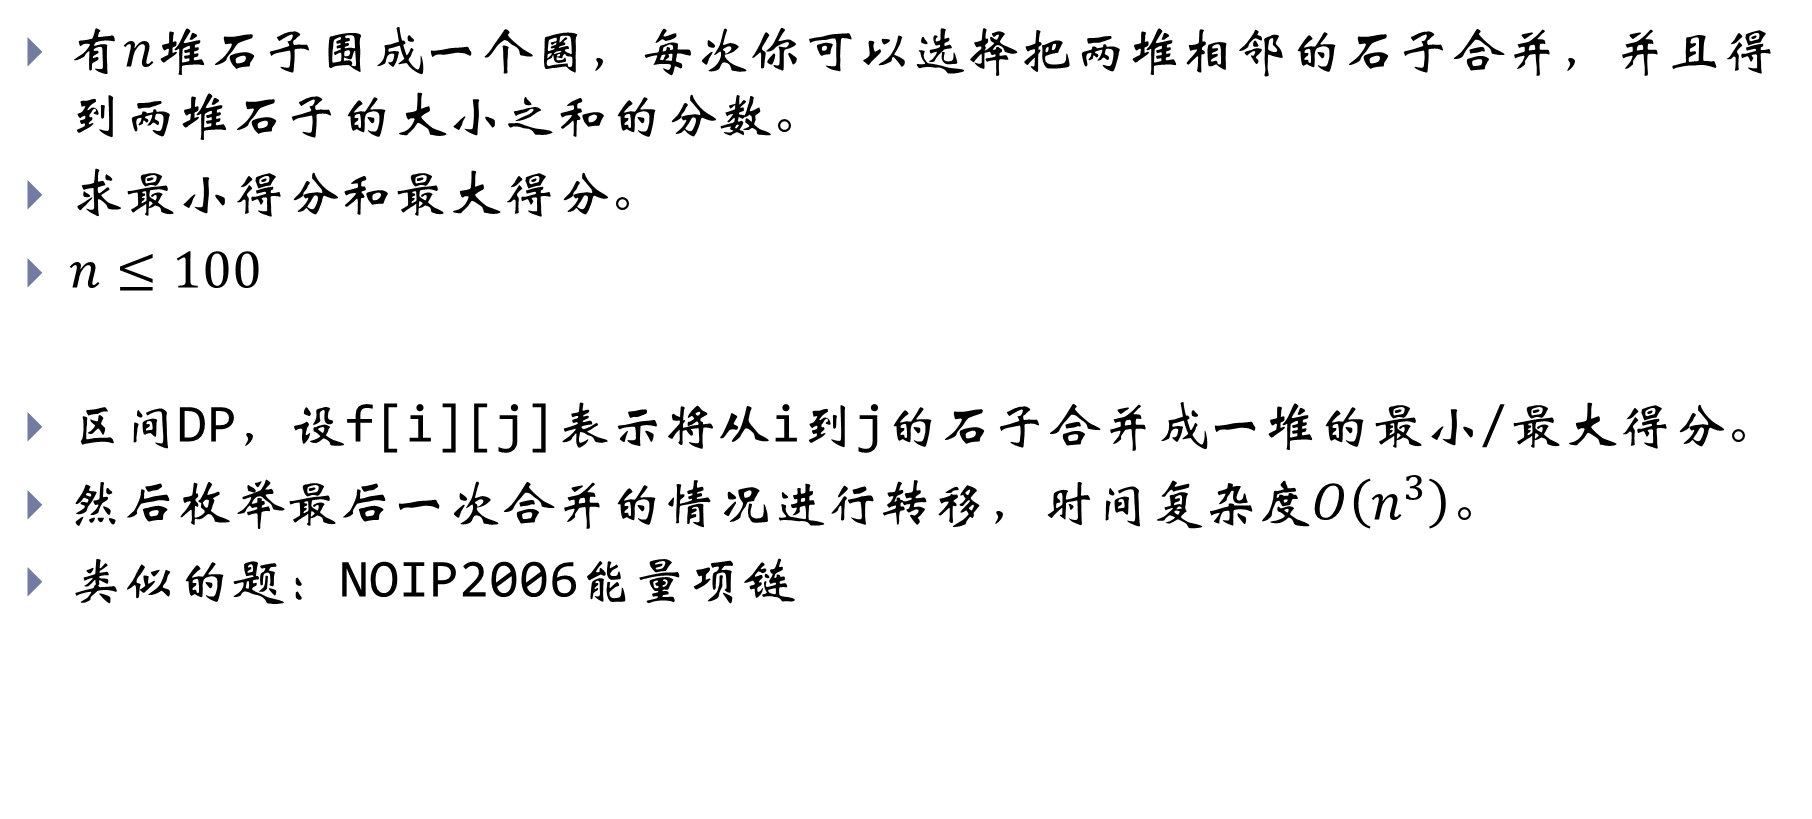 有n堆石子围成一个圈，每次你可以选择把两堆相邻的石子合并，并且得
到两堆石子的大小之和的分数。
求最小得分和最大得分。
n ≤ 100
区间DP，设f[i][j]表示将从i到j的石子合并成一堆的最小/最大得分。
然后枚举最后一次合并的情况进行转移，时间复杂度O(n³)。
类似的题：NOIP2006能量项链